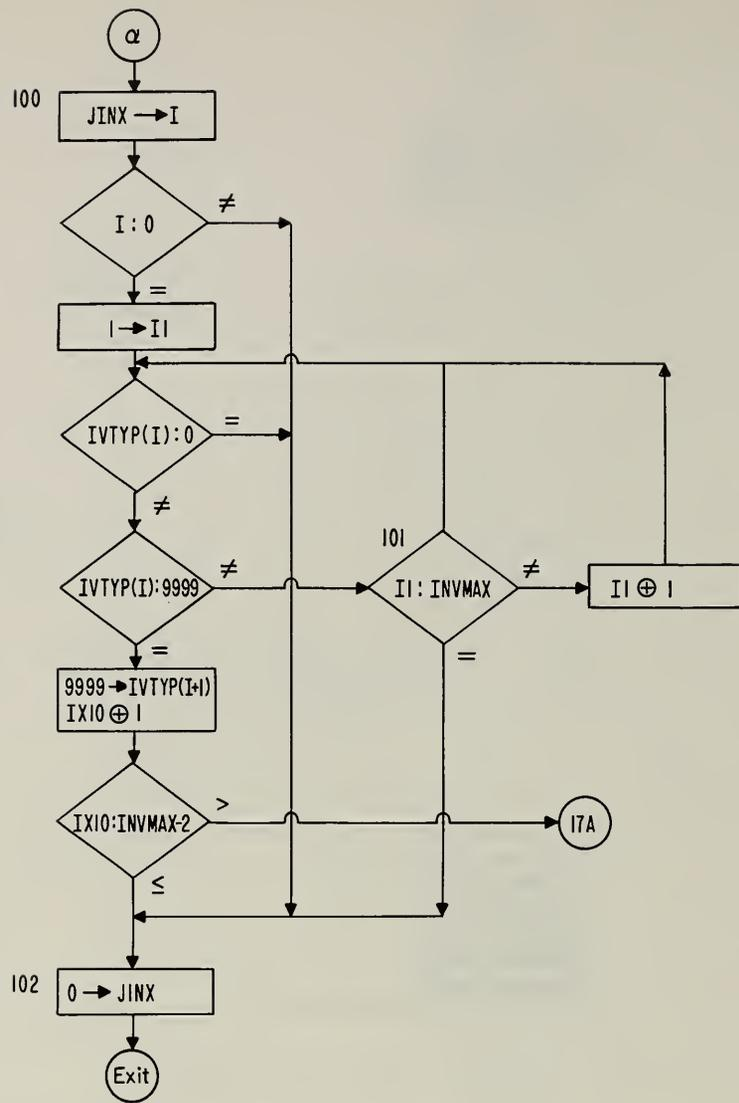 α
100
JINX → I
I : 0
≠
=
1 → I1
IVTYP(I) : 0
=
≠
IVTYP(I) : 9999
≠
101
I1 : INVMAX
≠
I1 ⊕ 1
=
=
9999 → IVTYP(I+1)
IX10 ⊕ 1
IX10 : INVMAX-2
>
17A
≤
102
0 → JINX
Exit